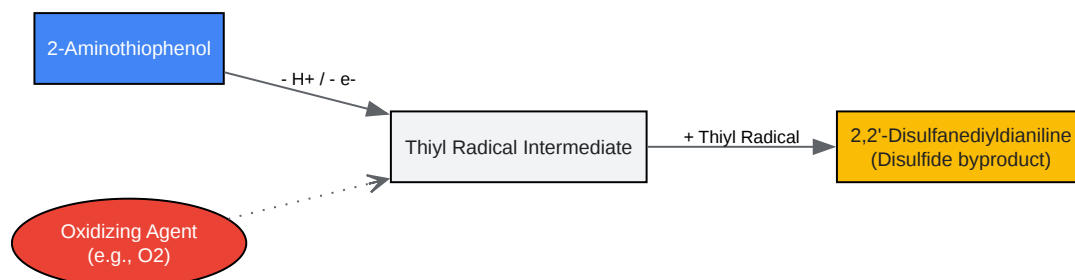 2-Aminothiophenol
- H+ / - e-
Thiyl Radical Intermediate
+ Thiyl Radical
2,2'-Disulfanediyldianiline
(Disulfide byproduct)
Oxidizing Agent
(e.g., O2)